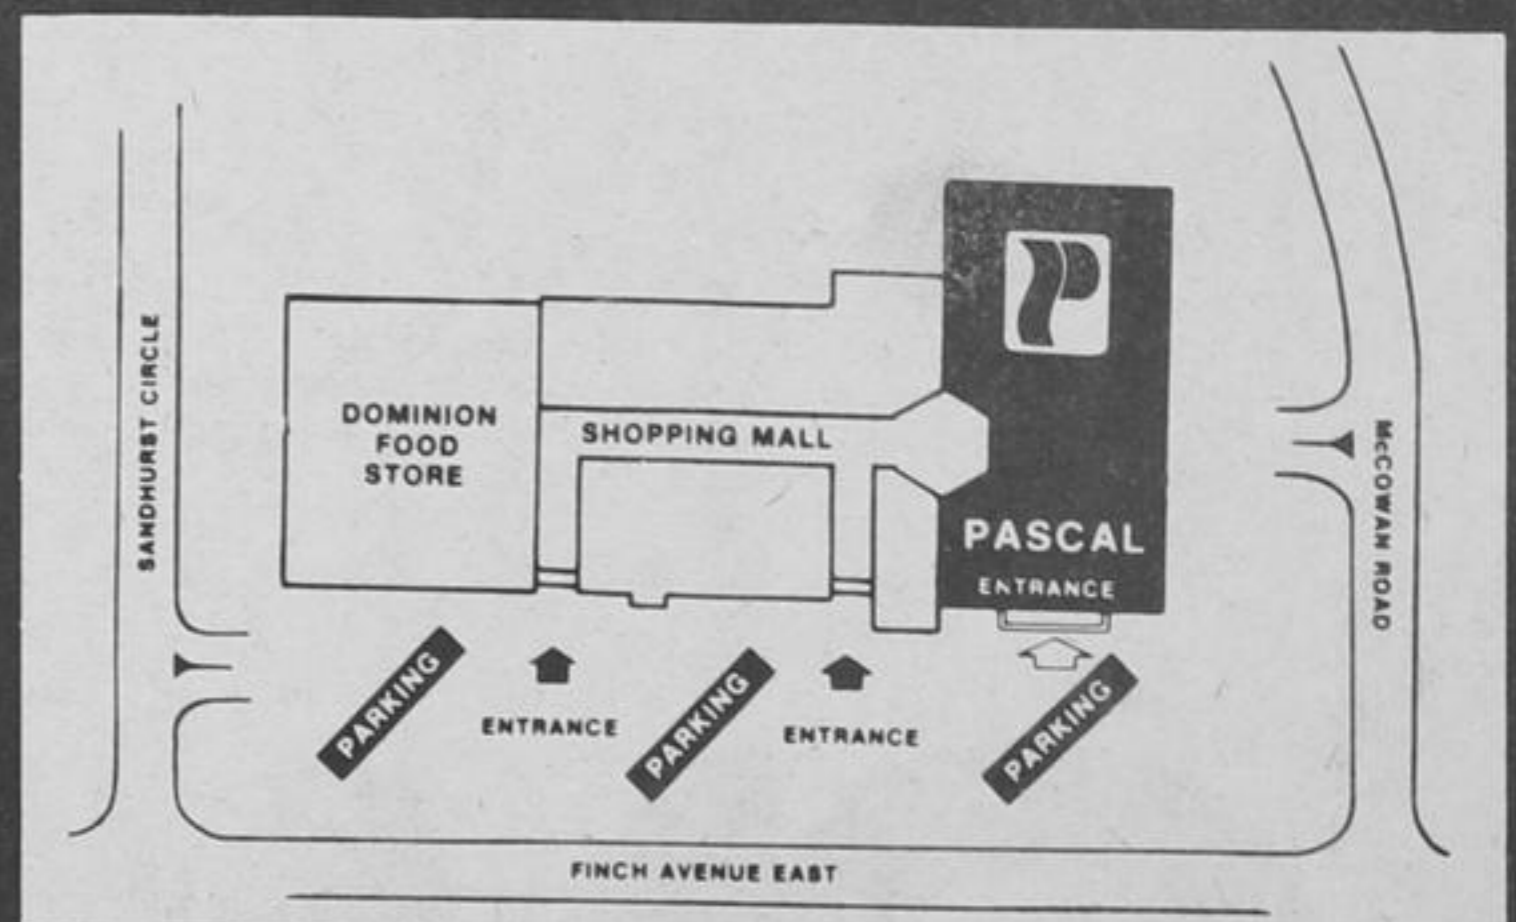 SANDHURST CIRCLE
DOMINION
FOOD
STORE
SHOPPING MALL
P
PASCAL
ENTRANCE
McCOWAN ROAD
PARKING
ENTRANCE
PARKING
ENTRANCE
PARKING
FINCH AVENUE EAST